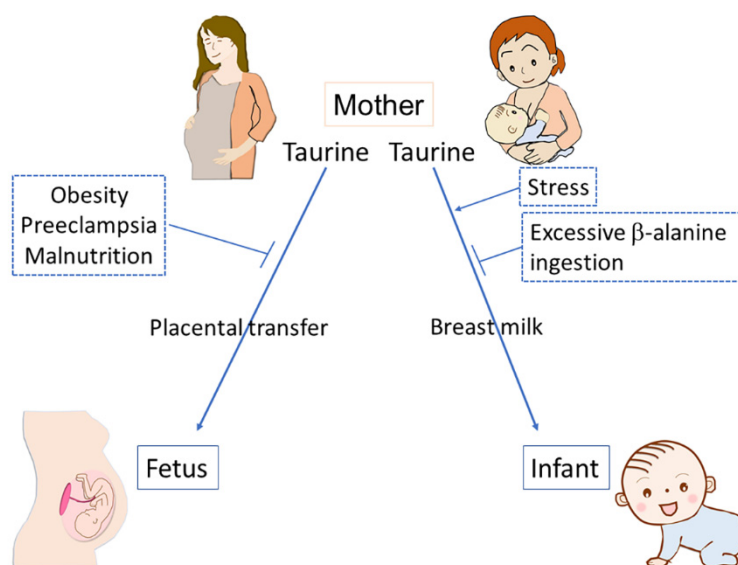 Mother
Taurine Taurine
Obesity
Preeclampsia
Malnutrition
Stress
Excessive β-alanine
ingestion
Placental transfer
Breast milk
Fetus
Infant